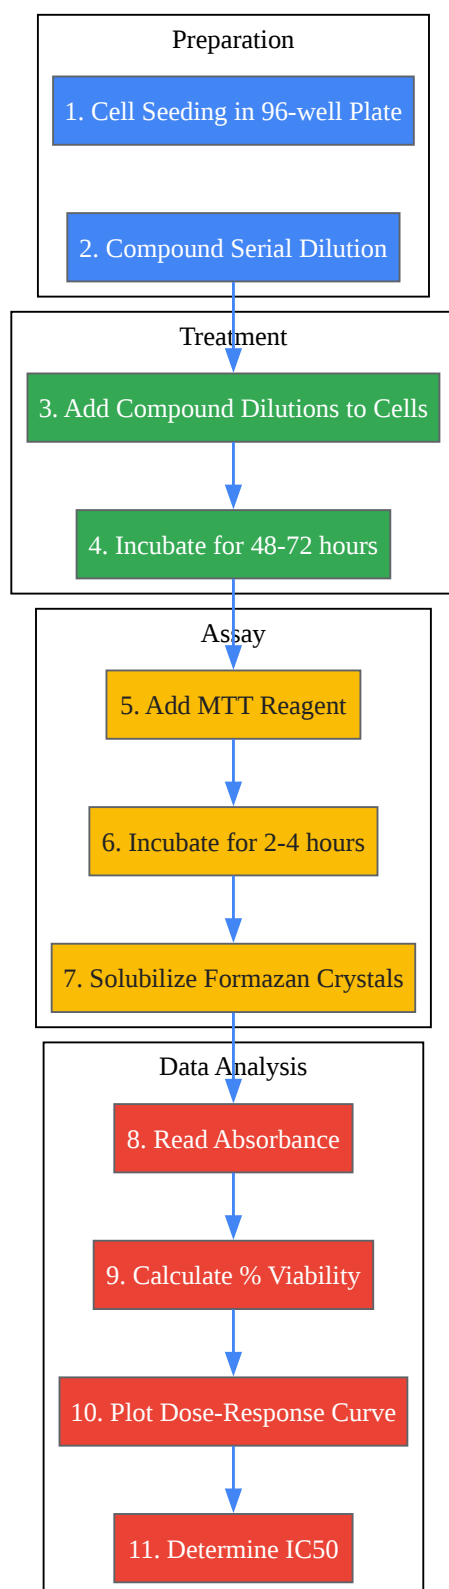 Preparation
1. Cell Seeding in 96-well Plate
2. Compound Serial Dilution
Treatment
3. Add Compound Dilutions to Cells
4. Incubate for 48-72 hours
Assay
5. Add MTT Reagent
6. Incubate for 2-4 hours
7. Solubilize Formazan Crystals
Data Analysis
8. Read Absorbance
9. Calculate % Viability
10. Plot Dose-Response Curve
11. Determine IC50